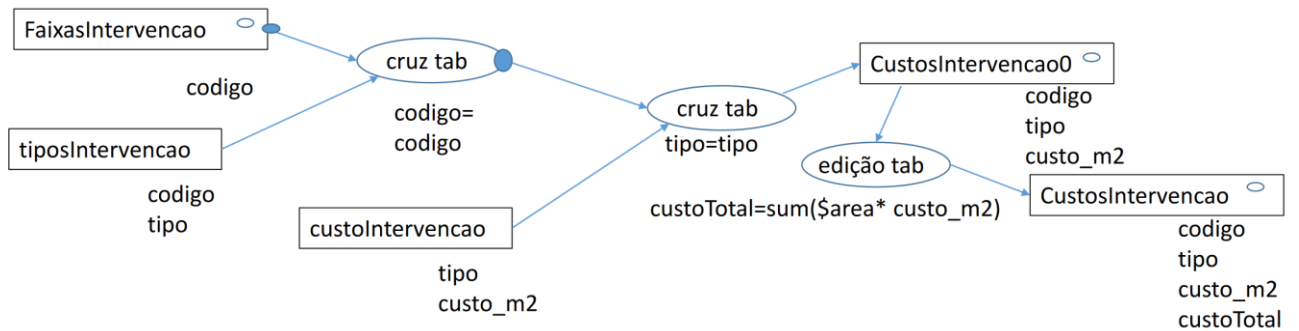 FaixasIntervencao
codigo
tiposIntervencao
codigo
tipo
cruz tab
codigo=
codigo
custoIntervencao
tipo
custo_m2
cruz tab
tipo=tipo
CustosIntervencao0
codigo
tipo
custo_m2
edição tab
custoTotal=sum($area* custo_m2)
CustosIntervencao
codigo
tipo
custo_m2
custoTotal